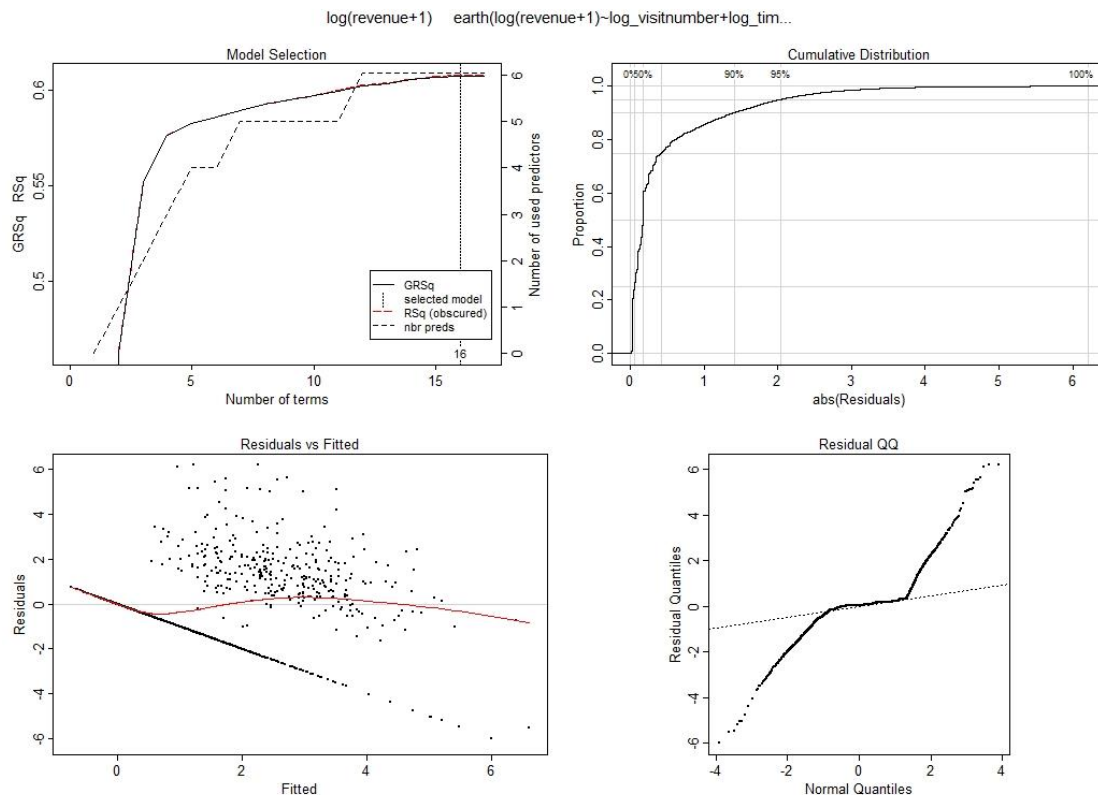 log(revenue+1) earth(log(revenue+1)~log_visitnumber+log_tim...
Model Selection
GRSq RSq
0.5 0.55 0.6
Number of used predictors
0 1 2 3 4 5 6
GRSq
selected model
RSq (obscured)
nbr preds
16
0 5 10 15
Number of terms
Cumulative Distribution
0% 50% 90% 95% 100%
Proportion
0.0 0.2 0.4 0.6 0.8 1.0
0 1 2 3 4 5 6
abs(Residuals)
Residuals vs Fitted
Residuals
-6 -4 -2 0 2 4 6
0 2 4 6
Fitted
Residual QQ
Residual Quantiles
-6 -4 -2 0 2 4 6
-4 -2 0 2 4
Normal Quantiles